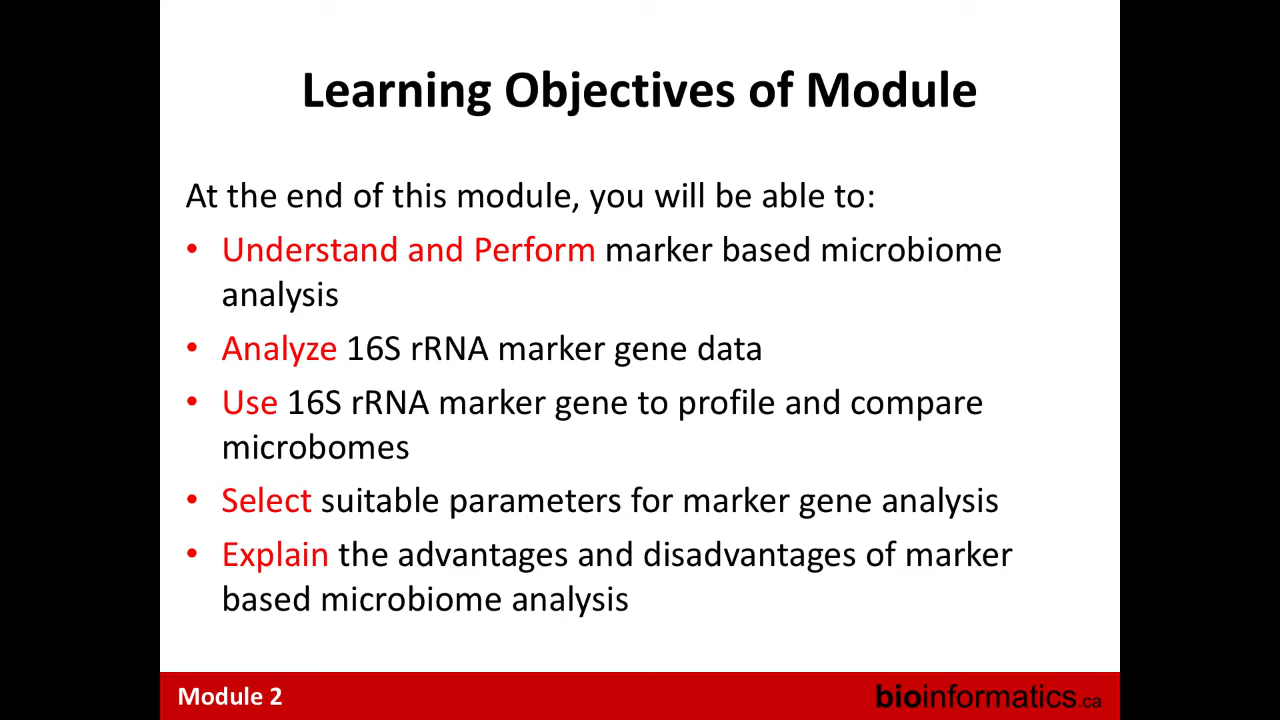 Learning Objectives of Module
At the end of this module, you will be able to:
• Understand and Perform marker based microbiome
analysis
• Analyze 16S rRNA marker gene data
• Use 16S rRNA marker gene to profile and compare
microbomes
• Select suitable parameters for marker gene analysis
• Explain the advantages and disadvantages of marker
based microbiome analysis
Module 2
bioinformatics.ca